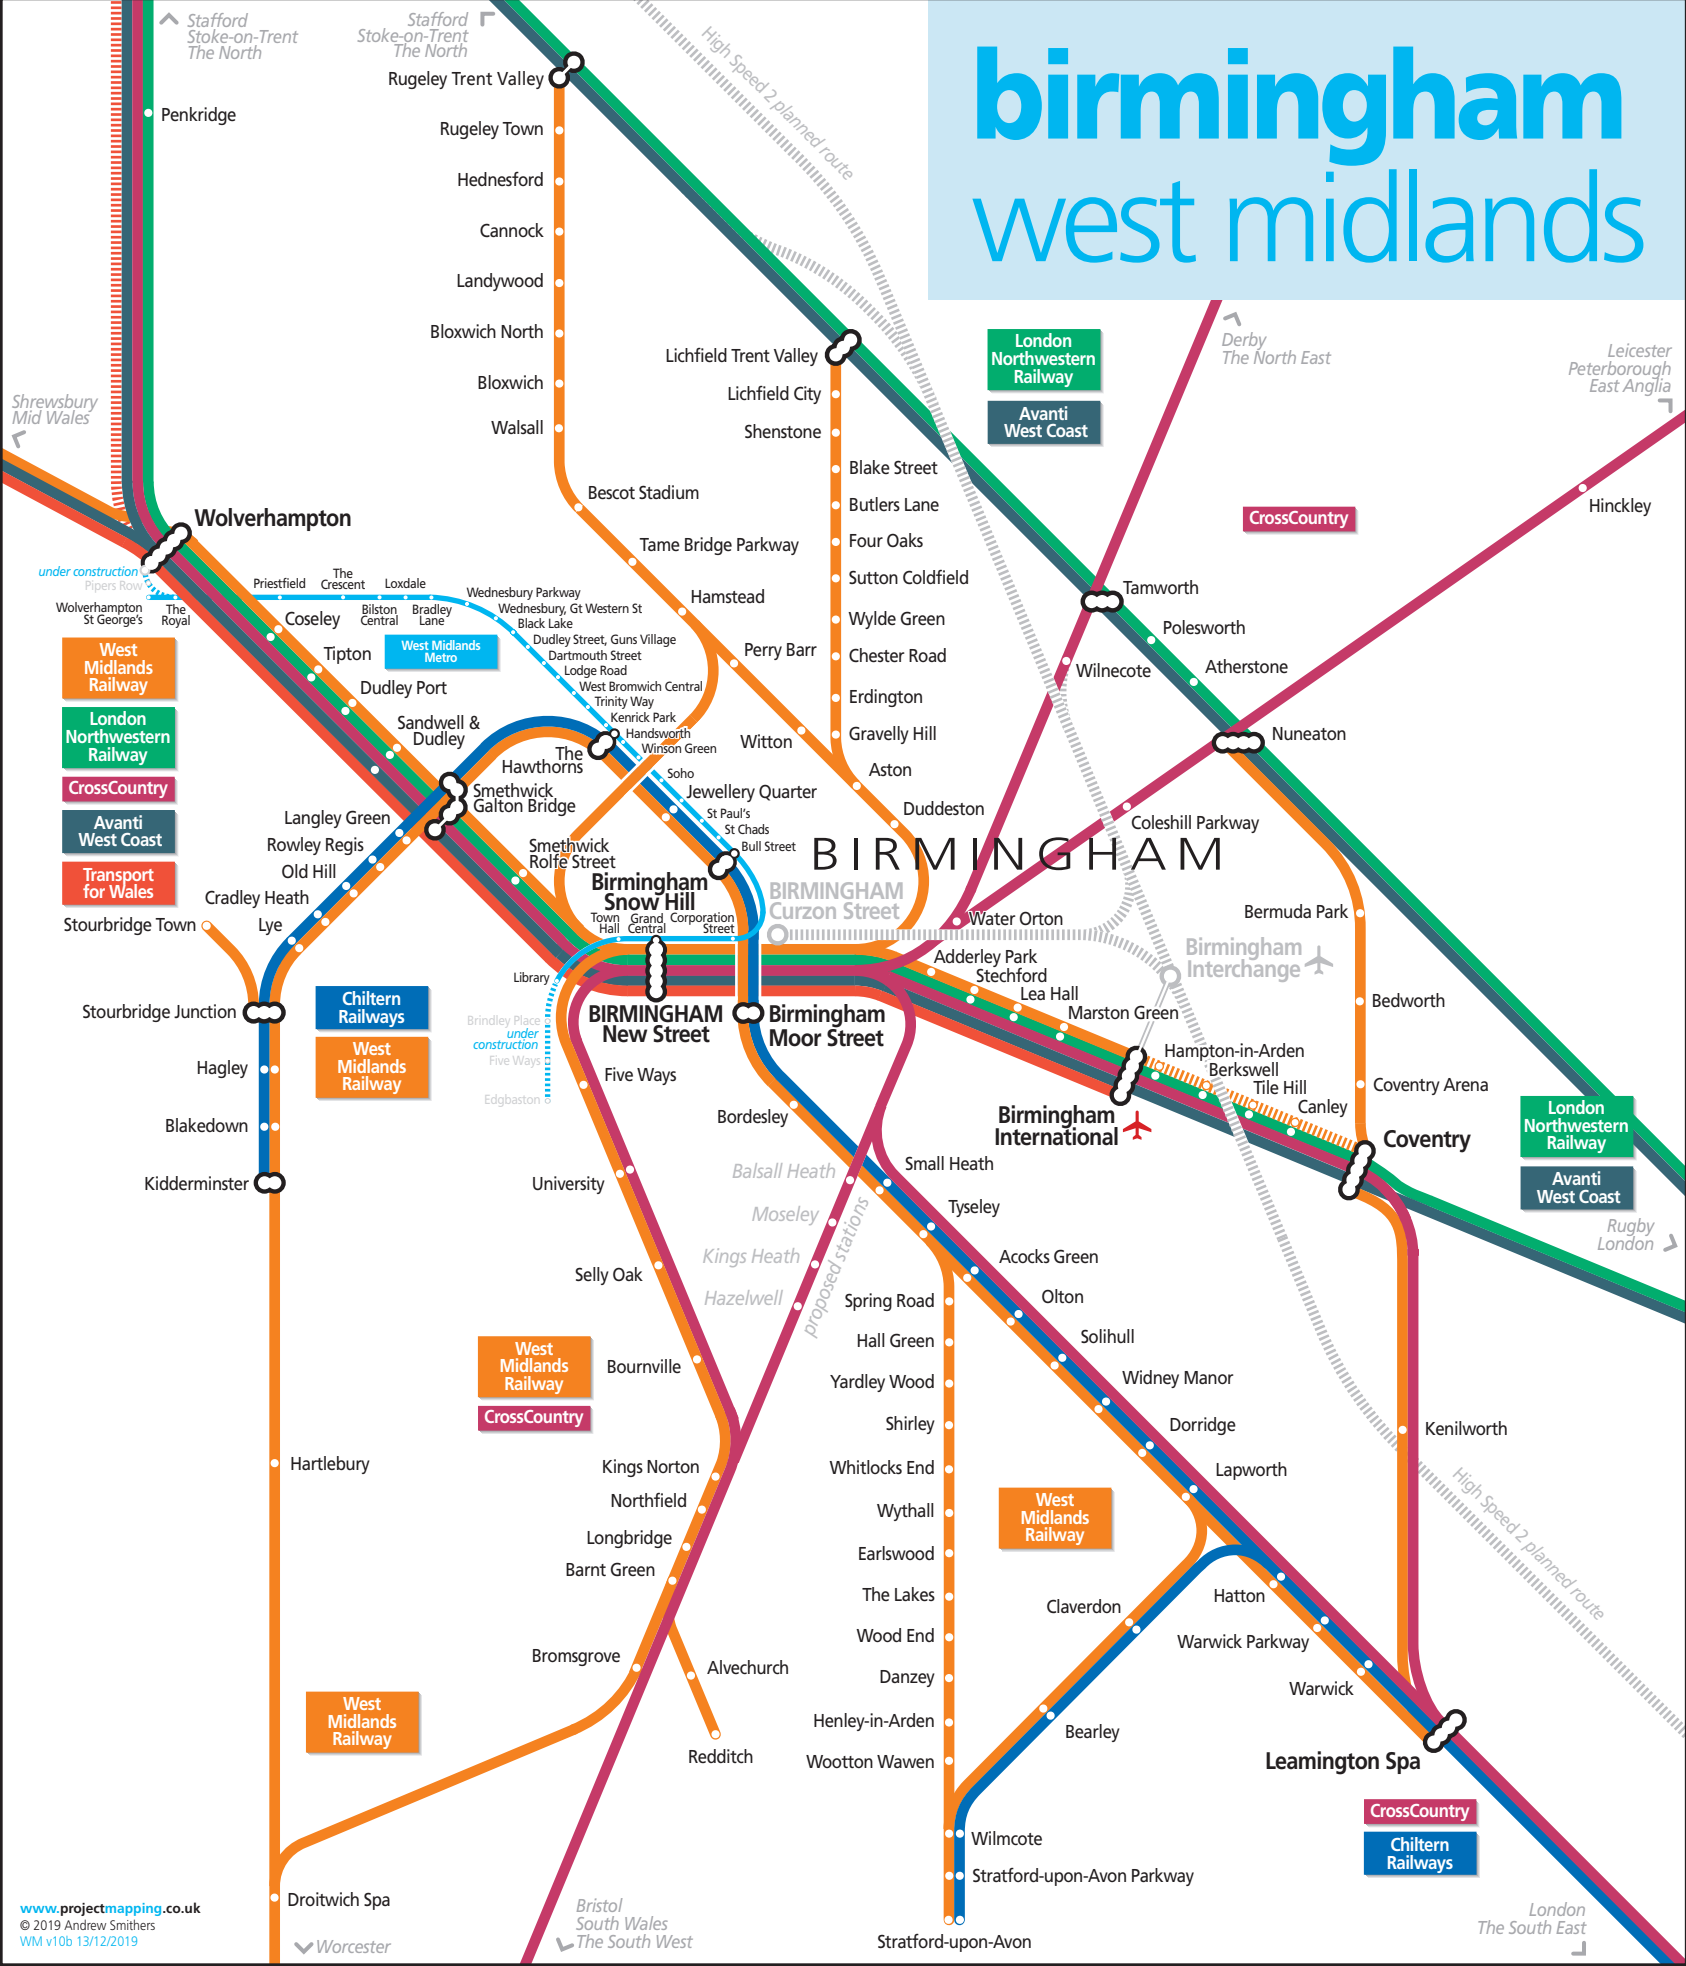 birmingham
west midlands
Stafford
Stoke-on-Trent
The North
Stafford
Stoke-on-Trent
The North
High Speed 2 planned route
Penkridge
Rugeley Trent Valley
Rugeley Town
Hednesford
Cannock
Landywood
Bloxwich North
Bloxwich
Walsall
Lichfield Trent Valley
Lichfield City
Shenstone
Blake Street
Butlers Lane
Four Oaks
Sutton Coldfield
Wylde Green
Chester Road
Erdington
Gravelly Hill
Aston
Duddeston
London
Northwestern
Railway
Avanti
West Coast
Derby
The North East
Leicester
Peterborough
East Anglia
CrossCountry
Hinckley
Shrewsbury
Mid Wales
Wolverhampton
under construction
Pipers Row
Wolverhampton
St George's
The
Royal
Priestfield
The
Crescent
Bilston
Central
Loxdale
Bradley
Lane
Wednesbury Parkway
Wednesbury, Gt Western St
Black Lake
Dudley Street, Guns Village
Dartmouth Street
Lodge Road
West Bromwich Central
Trinity Way
Kenrick Park
Handsworth
Winson Green
Soho
Jewellery Quarter
St Paul's
St Chads
Bull Street
West Midlands
Metro
Bescot Stadium
Tame Bridge Parkway
Hamstead
Perry Barr
Witton
Coseley
Tipton
Dudley Port
Sandwell &
Dudley
The
Hawthorns
Smethwick
Galton Bridge
Smethwick
Rolfe Street
West
Midlands
Railway
London
Northwestern
Railway
CrossCountry
Avanti
West Coast
Transport
for Wales
Langley Green
Rowley Regis
Old Hill
Cradley Heath
Lye
Stourbridge Town
Stourbridge Junction
Hagley
Blakedown
Kidderminster
Hartlebury
Droitwich Spa
Chiltern
Railways
West
Midlands
Railway
Tamworth
Polesworth
Atherstone
Wilnecote
Nuneaton
Coleshill Parkway
Water Orton
Bermuda Park
Bedworth
Coventry Arena
Coventry
BIRMINGHAM
Birmingham
Snow Hill
BIRMINGHAM
Curzon Street
Town
Hall
Grand
Central
Corporation
Street
Library
Brindley Place
under
construction
Five Ways
Edgbaston
BIRMINGHAM
New Street
Birmingham
Moor Street
Birmingham
Interchange
Adderley Park
Stechford
Lea Hall
Marston Green
Birmingham
International
Hampton-in-Arden
Berkswell
Tile Hill
Canley
London
Northwestern
Railway
Avanti
West Coast
Rugby
London
Five Ways
University
Selly Oak
Bournville
Kings Norton
Northfield
Longbridge
Barnt Green
Bromsgrove
Alvechurch
Redditch
West
Midlands
Railway
CrossCountry
Bordesley
Balsall Heath
Moseley
Kings Heath
Hazelwell
proposed stations
Small Heath
Tyseley
Acocks Green
Olton
Solihull
Widney Manor
Dorridge
Lapworth
Hatton
Warwick Parkway
Warwick
Leamington Spa
Kenilworth
High Speed 2 planned route
Spring Road
Hall Green
Yardley Wood
Shirley
Whitlocks End
Wythall
Earlswood
The Lakes
Wood End
Danzey
Henley-in-Arden
Wootton Wawen
Claverdon
Bearley
Wilmcote
Stratford-upon-Avon Parkway
Stratford-upon-Avon
West
Midlands
Railway
West
Midlands
Railway
CrossCountry
Chiltern
Railways
London
The South East
Bristol
South Wales
The South West
Worcester
www.projectmapping.co.uk
© 2019 Andrew Smithers
WM v10b 13/12/2019